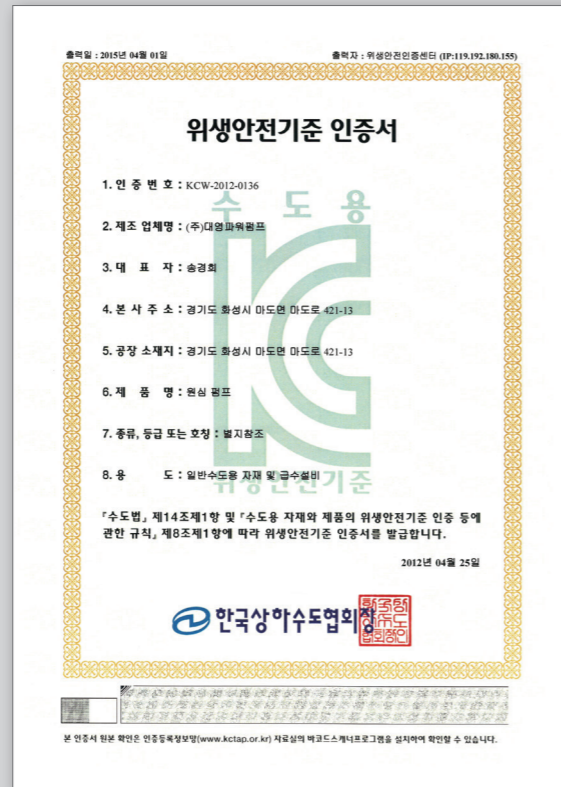 출력일 : 2015년 04월 01일
출력자 : 위생안전인증센터 (IP:119.192.180.155)
위생안전기준 인증서
수 도 용
1. 인 증 번 호 : KCW-2012-0136
2. 제조 업체명 : (주)대영파워펌프
3. 대 표 자 : 송경회
4. 본 사 주 소 : 경기도 화성시 마도면 마도로 421-13
5. 공장 소재지 : 경기도 화성시 마도면 마도로 421-13
6. 제 품 명 : 원심 펌프
7. 종류, 등급 또는 호칭 : 별지참조
8. 용 도 : 일반수도용 자재 및 급수설비
위생안전기준
「수도법」 제14조제1항 및 「수도용 자재와 제품의 위생안전기준 인증 등에
관한 규칙」 제8조제1항에 따라 위생안전기준 인증서를 발급합니다.
2012년 04월 25일
한국상하수도협회장
본 인증서 원본 확인은 인증등록정보망(www.kctap.or.kr) 자료실의 바코드스캐너프로그램을 설치하여 확인할 수 있습니다.